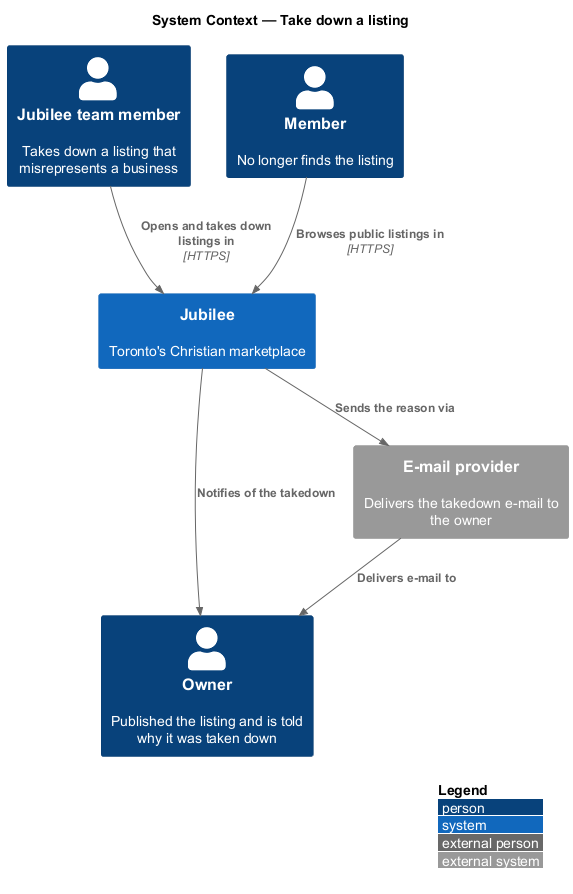 System Context — Take down a listing
Jubilee team member
Takes down a listing that
misrepresents a business
Member
No longer finds the listing
Opens and takes down
listings in
[HTTPS]
Browses public listings in
[HTTPS]
Jubilee
Toronto's Christian marketplace
Sends the reason via
E-mail provider
Delivers the takedown e-mail to
the owner
Notifies of the takedown
Delivers e-mail to
Owner
Published the listing and is told
why it was taken down
Legend
person
system
external person
external system